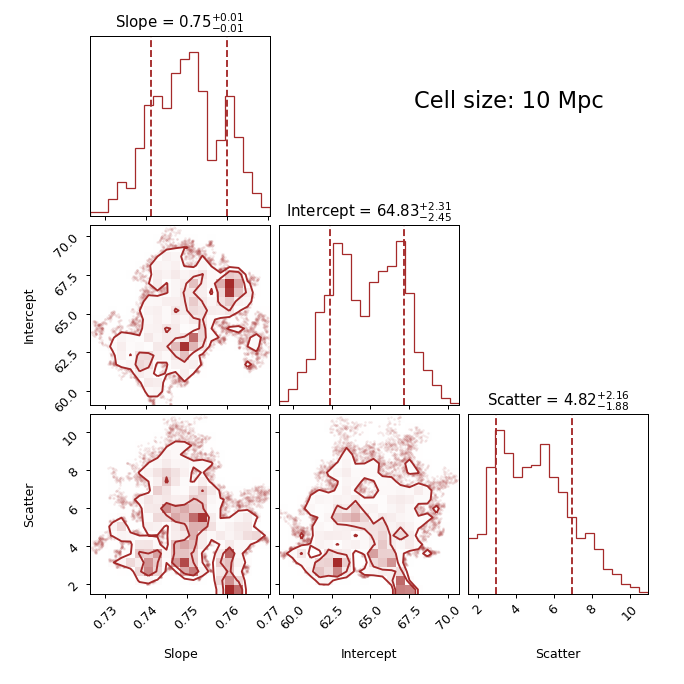 Slope = 0.75+0.01−0.01
Cell size: 10 Mpc
Intercept = 64.83+2.31−2.45
70.0
67.5
65.0
62.5
60.0
Intercept
Scatter = 4.82+2.16−1.88
10
8
6
4
2
Scatter
0.73 0.74 0.75 0.76 0.77
60.0 62.5 65.0 67.5 70.0
2 4 6 8 10
Slope
Intercept
Scatter